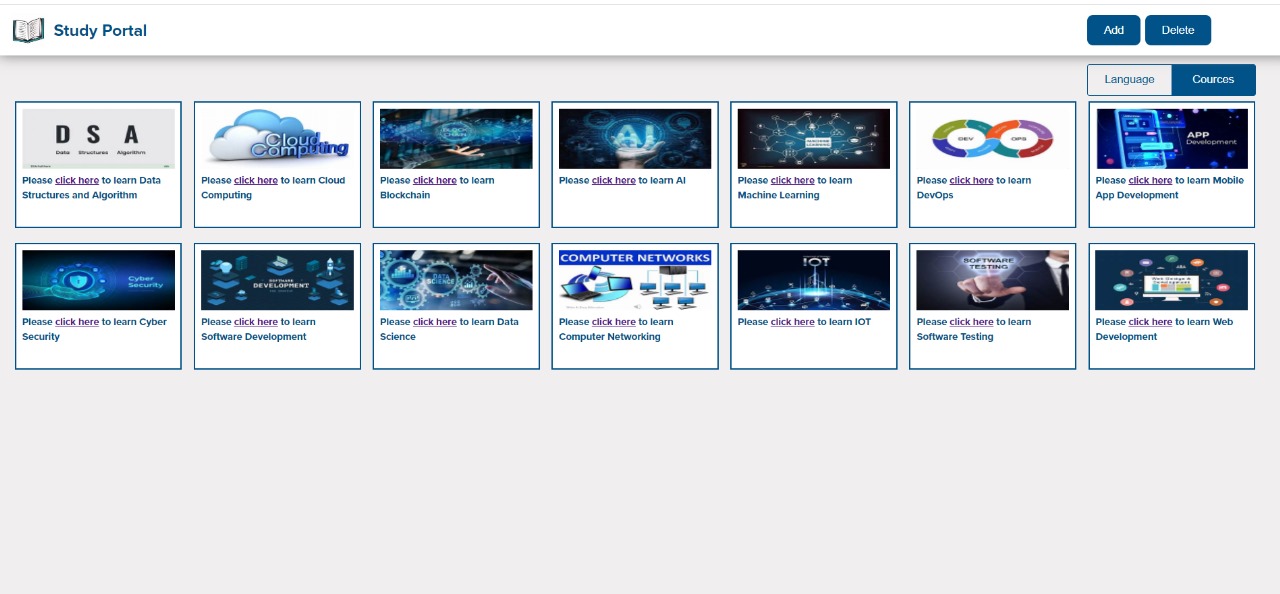 Study Portal
Add
Delete
Language
Cources
D S A
Data Structures Algorithm
Cloud Computing
BLOCK CHAIN
AI
MACHINE LEARNING
DEV OPS
APP Development
Please click here to learn Data
Structures and Algorithm
Please click here to learn Cloud
Computing
Please click here to learn
Blockchain
Please click here to learn AI
Please click here to learn
Machine Learning
Please click here to learn
DevOps
Please click here to learn Mobile
App Development
Cyber Security
SOFTWARE DEVELOPMENT
DATA SCIENCE
COMPUTER NETWORKS
IOT
SOFTWARE TESTING
Web Design &
Please click here to learn Cyber
Security
Please click here to learn
Software Development
Please click here to learn Data
Science
Please click here to learn
Computer Networking
Please click here to learn IOT
Please click here to learn
Software Testing
Please click here to learn Web
Development